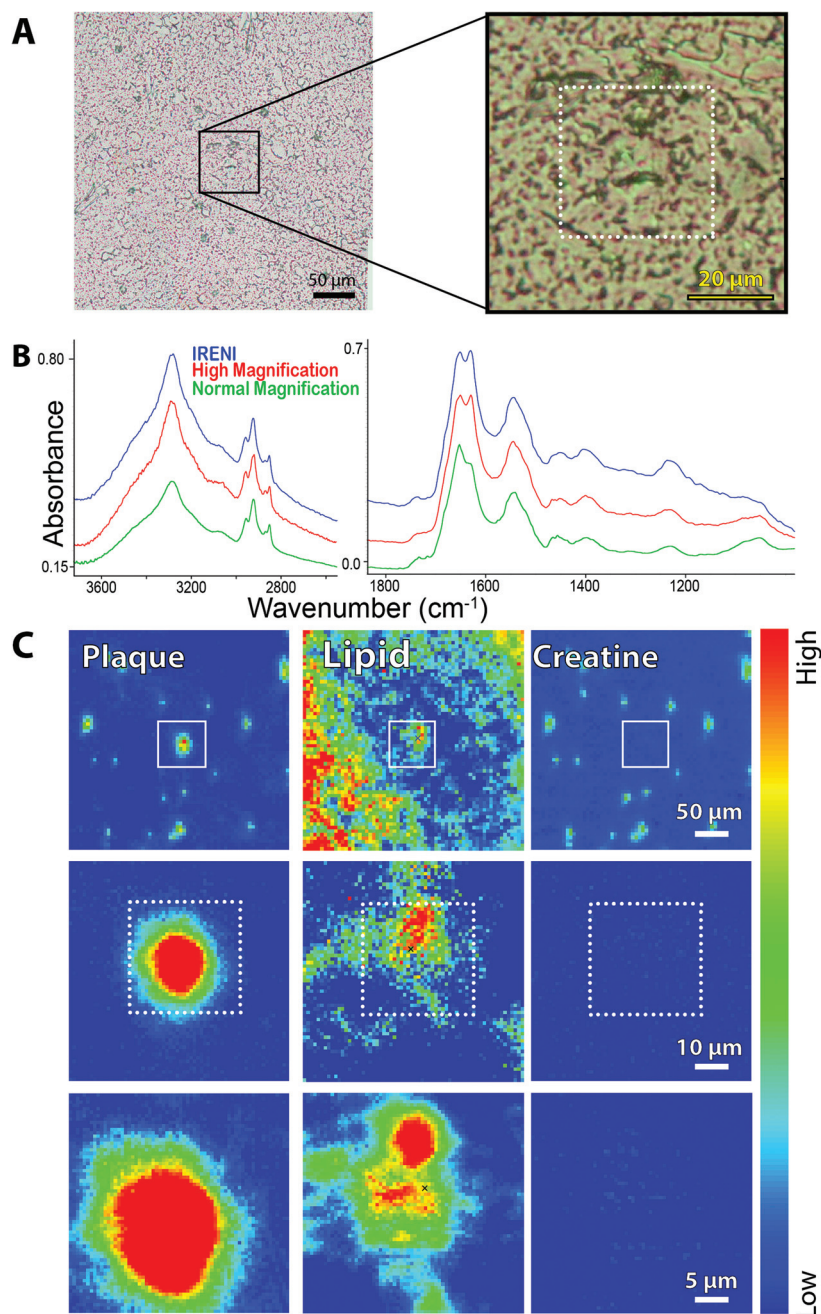 A
50 µm
20 µm
B
0.80
0.15
Absorbance
IRENI
High Magnification
Normal Magnification
0.7
0.0
3600 3200 2800 1800 1600 1400 1200
Wavenumber (cm-1)
C
Plaque Lipid Creatine
High
50 µm
×
10 µm
×
5 µm
×
Low